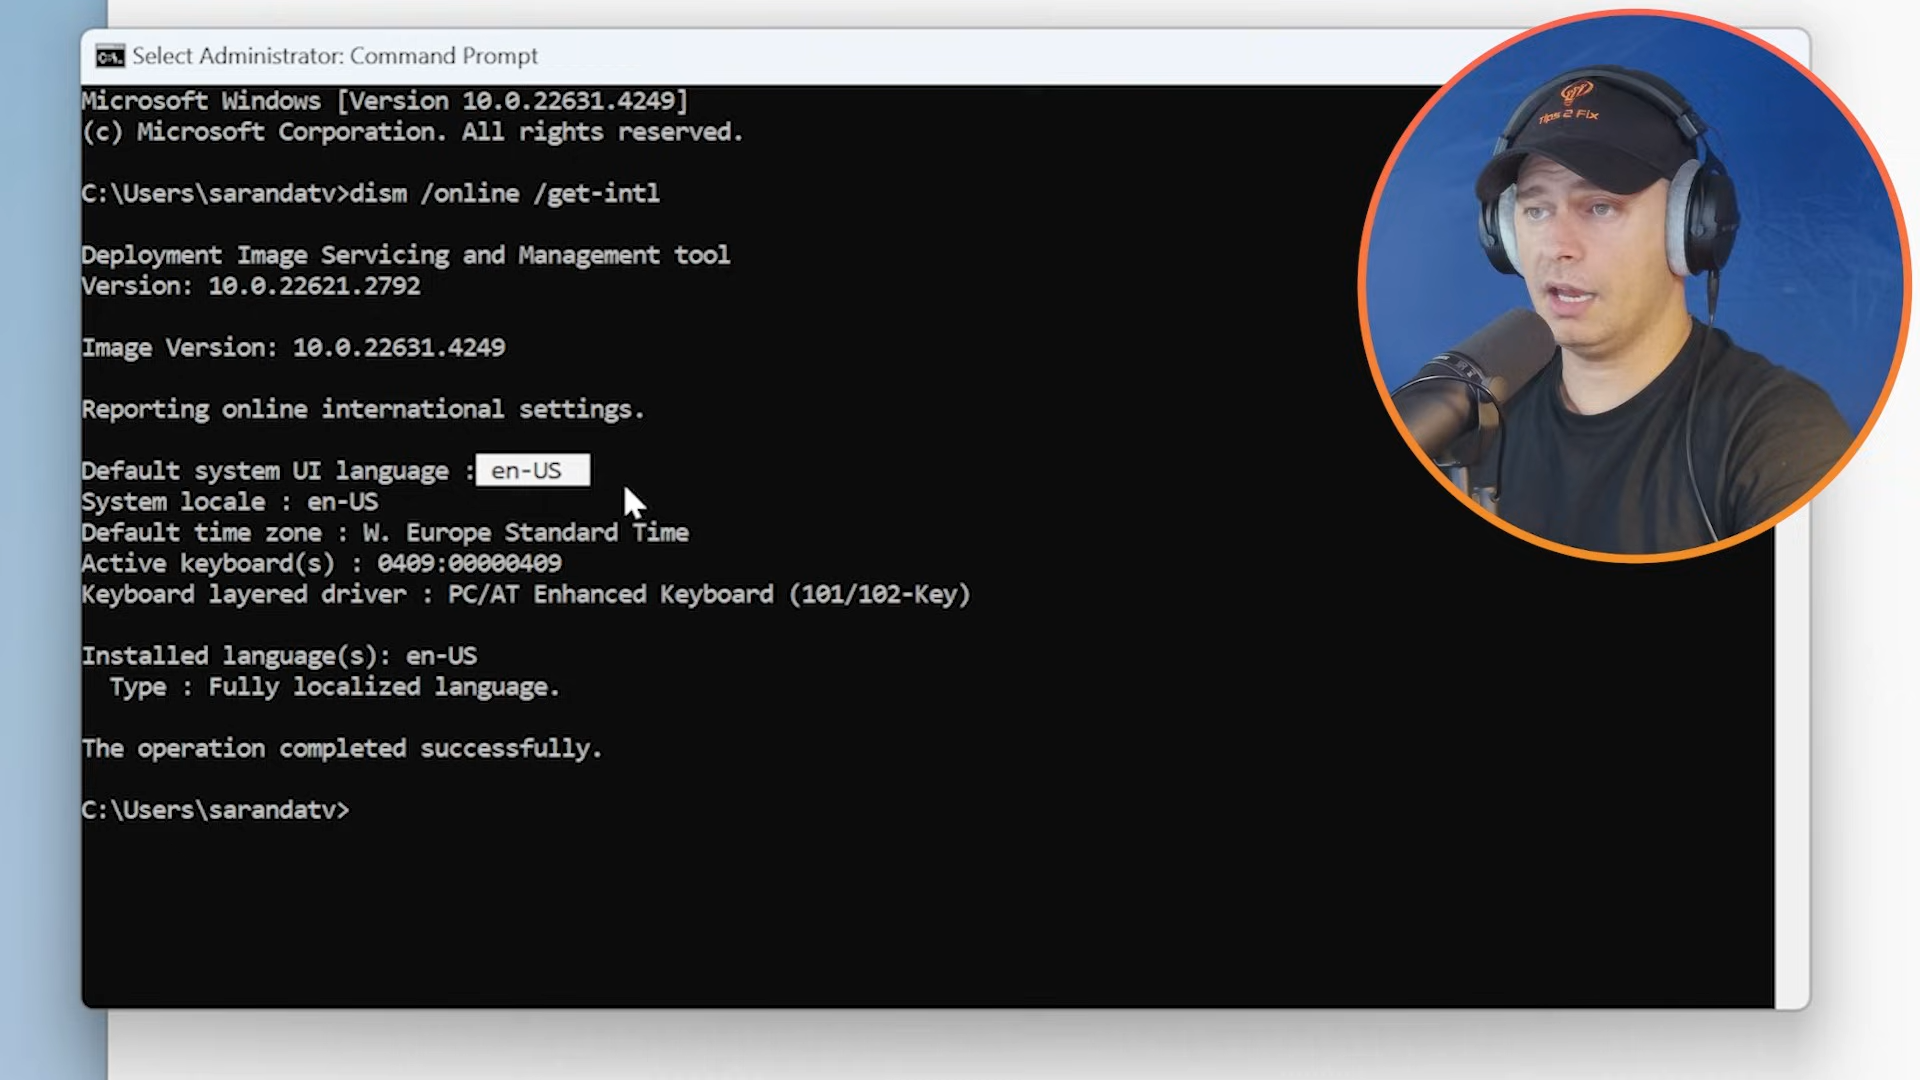 Select Administrator: Command Prompt
Microsoft Windows [Version 10.0.22631.4249]
(c) Microsoft Corporation. All rights reserved.
C:\Users\sarandatv>dism /online /get-intl
Deployment Image Servicing and Management tool
Version: 10.0.22621.2792
Image Version: 10.0.22631.4249
Reporting online international settings.
Default system UI language : en-US
System locale : en-US
Default time zone : W. Europe Standard Time
Active keyboard(s) : 0409:00000409
Keyboard layered driver : PC/AT Enhanced Keyboard (101/102-Key)
Installed language(s): en-US
Type : Fully localized language.
The operation completed successfully.
C:\Users\sarandatv>
Tips 2 Fix